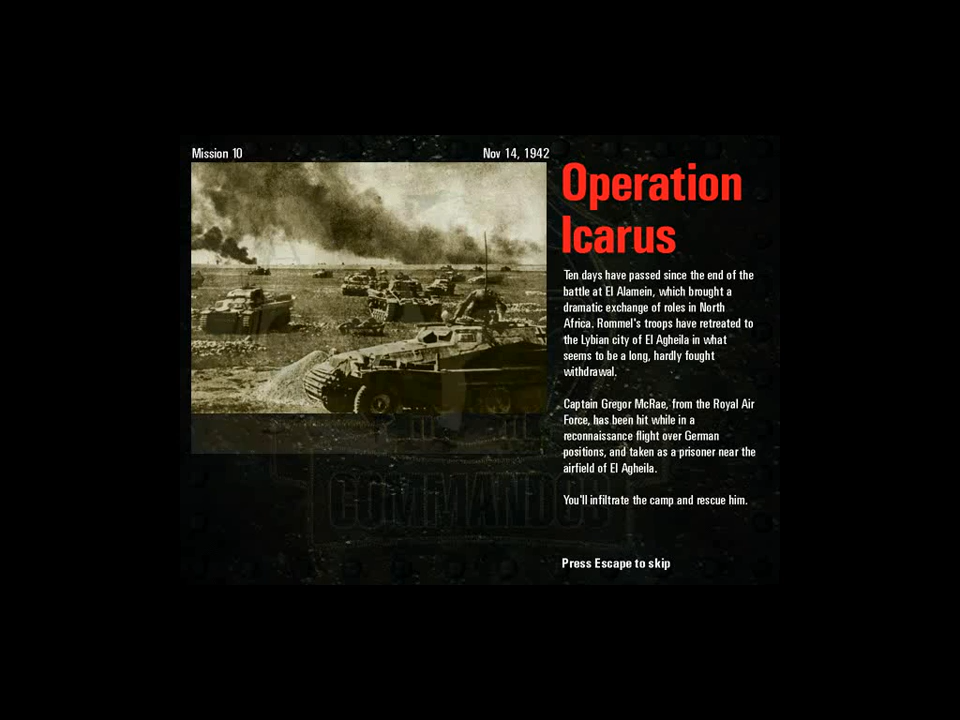 Mission 10
Nov 14, 1942
Operation
Icarus
Ten days have passed since the end of the
battle at El Alamein, which brought a
dramatic exchange of roles in North
Africa. Rommel's troops have retreated to
the Lybian city of El Agheila in what
seems to be a long, hardly fought
withdrawal.
Captain Gregor McRae, from the Royal Air
Force, has been hit while in a
reconnaissance flight over German
positions, and taken as a prisoner near the
airfield of El Agheila.
You'll infiltrate the camp and rescue him.
COMMANDOS
Press Escape to skip